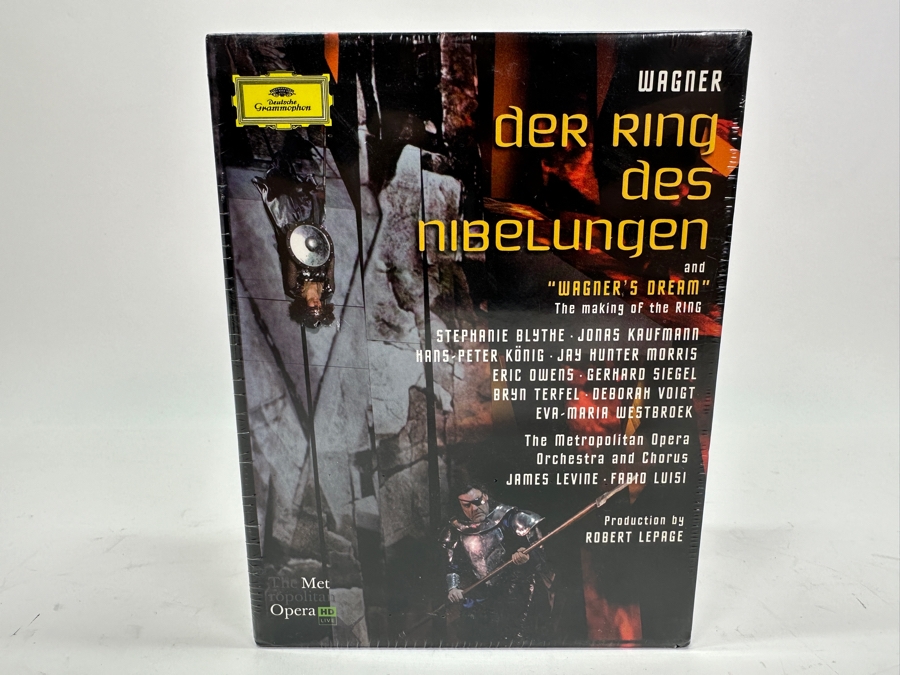 Deutsche
Grammophon
WAGNER
DER RING
DES
NIBELUNGEN
and
"WAGNER'S DREAM"
The making of the RING
STEPHANIE BLYTHE · JONAS KAUFMANN
HANS-PETER KÖNIG · JAY HUNTER MORRIS
ERIC OWENS · GERHARD SIEGEL
BRYN TERFEL · DEBORAH VOIGT
EVA-MARIA WESTBROEK
The Metropolitan Opera
Orchestra and Chorus
JAMES LEVINE · FABIO LUISI
Production by
ROBERT LEPAGE
The Met
ropolitan
Opera HD
LIVE